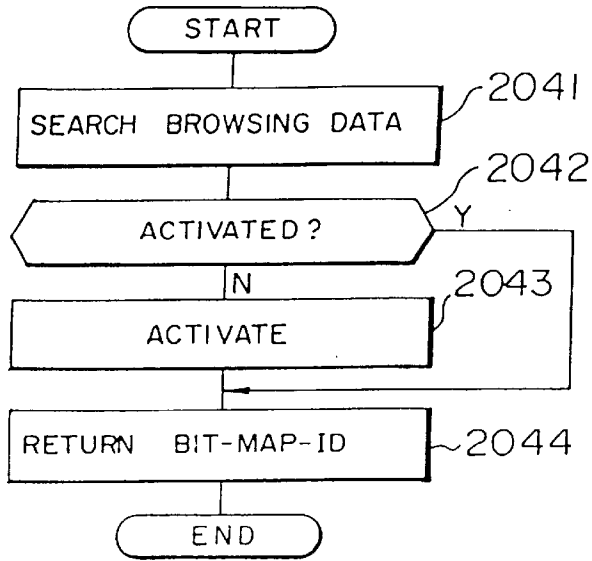 START
2041
SEARCH BROWSING DATA
2042
ACTIVATED?
Y
N
2043
ACTIVATE
RETURN BIT-MAP-ID
2044
END